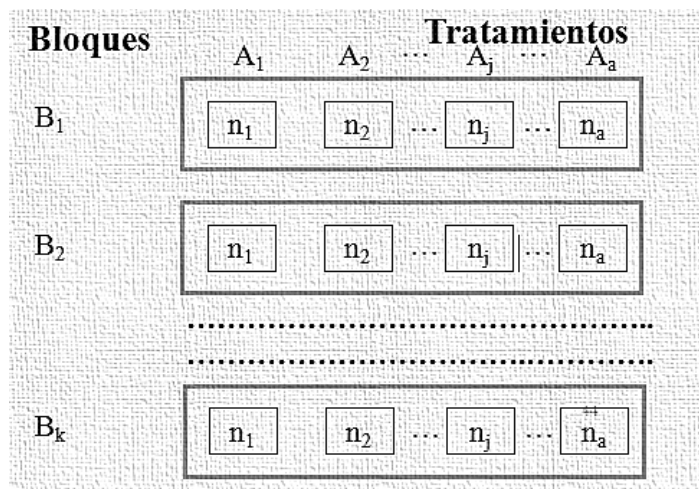 Bloques Tratamientos
A₁ A₂ ... Aⱼ ... Aₐ
B₁ n₁ n₂ ... nⱼ ... nₐ
B₂ n₁ n₂ ... nⱼ ... nₐ
Bₖ n₁ n₂ ... nⱼ ... nₐ